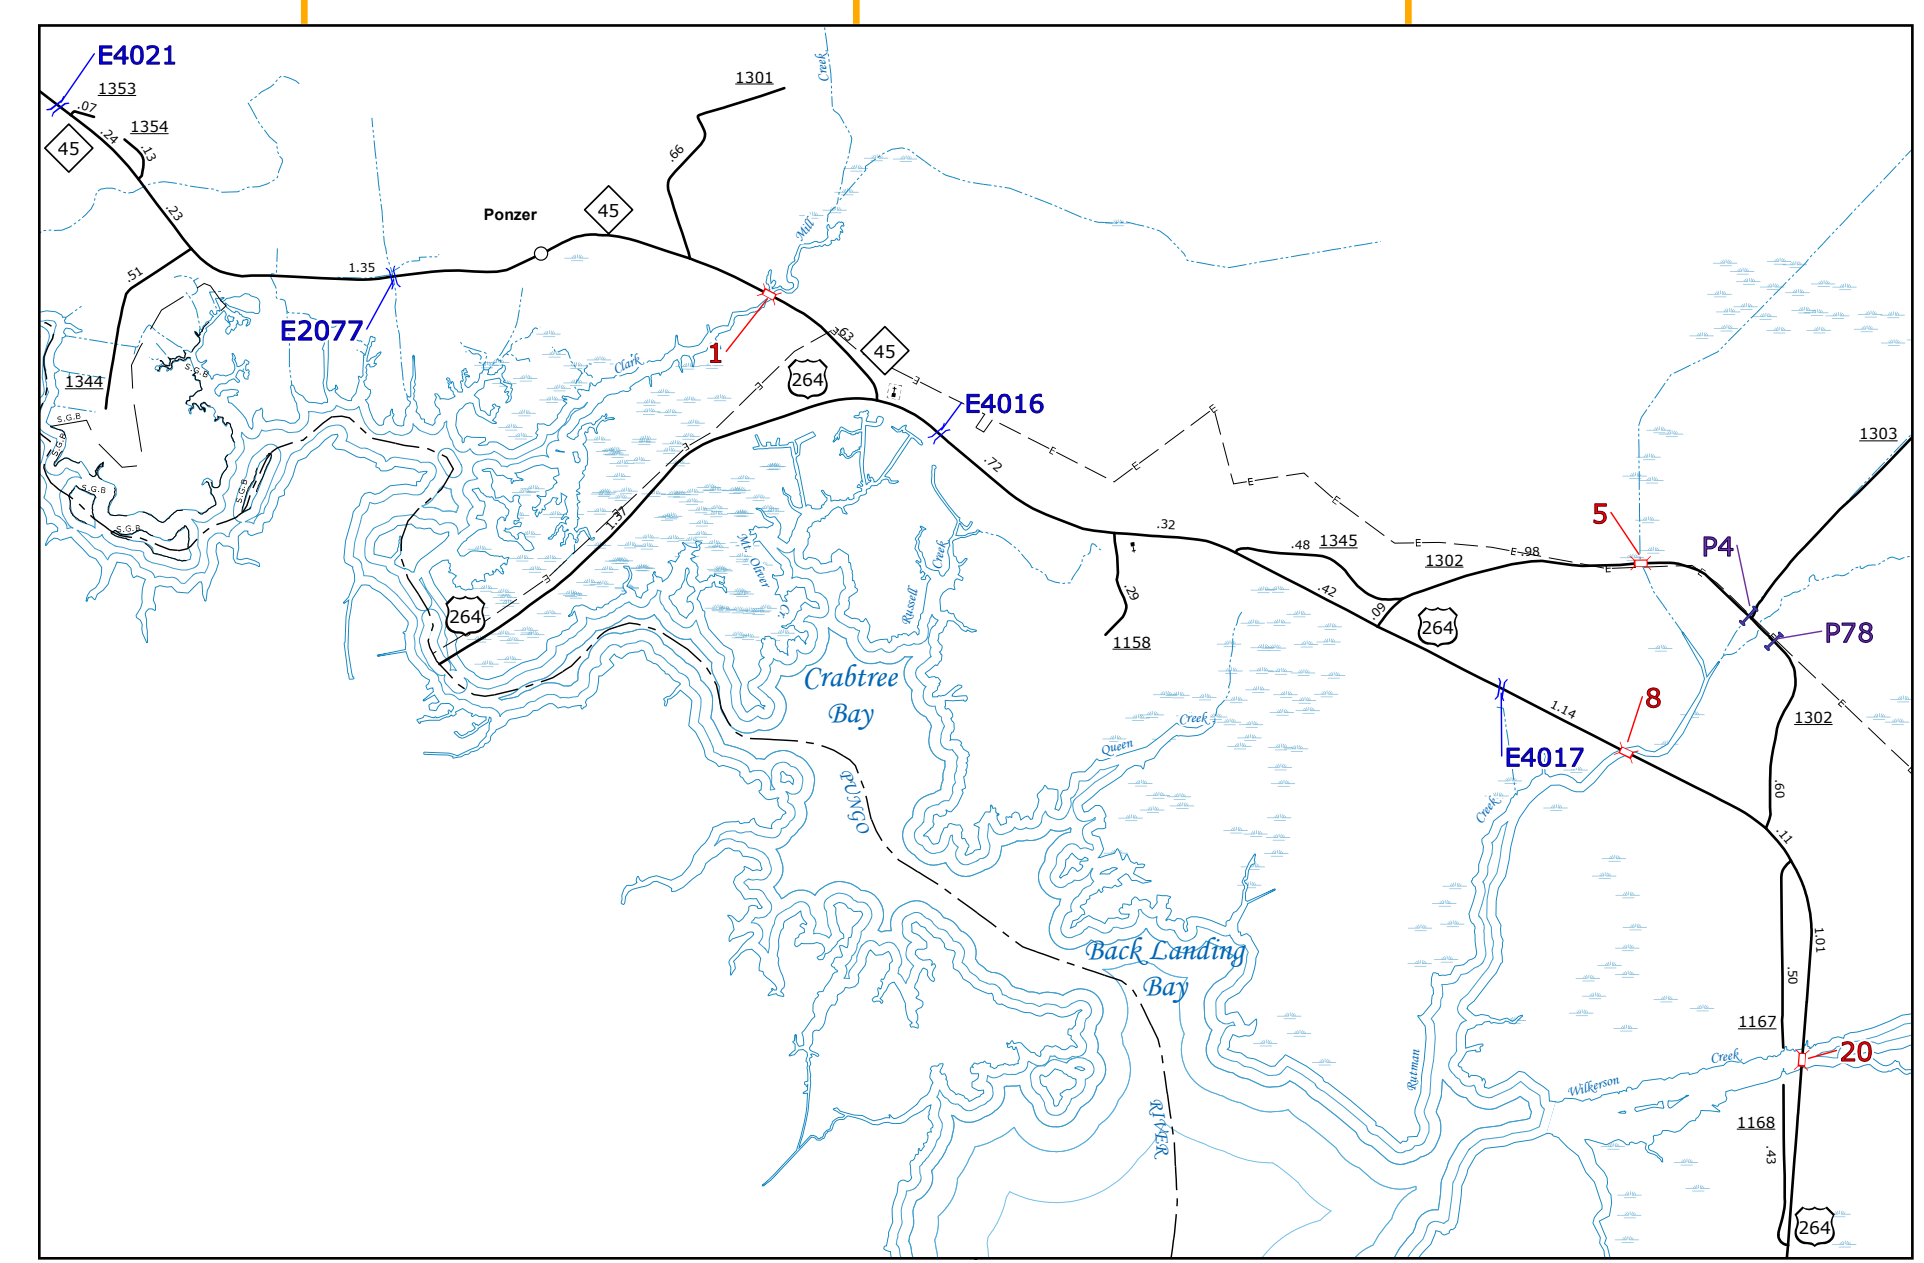 E4021
1353
.07
.24
1354
.13
45
1301
Creek
.66
.23
Ponzer
45
Mill
.51
1.35
E2077
1
.63
45
E
1344
S.G.B
Clark
264
E
E
E4016
E
E
E
S.G.B
S.G.B
S.G.B
S.G.B
S.G.B
E
E
E
.72
1303
1.37
E
5
P4
.32
.48
1345
E
1302
E
.98
E
E
Mt. Oliver Cr.
Creek
Russell
E
264
.29
1158
.42
.09
264
E
P78
Crabtree
Bay
8
1302
E
1.14
Creek
Queen
E4017
PUNGO
Creek
.60
.11
Back Landing
Bay
1.01
.50
1167
20
Creek
Rutman
Wilkerson
RIVER
1168
.43
264